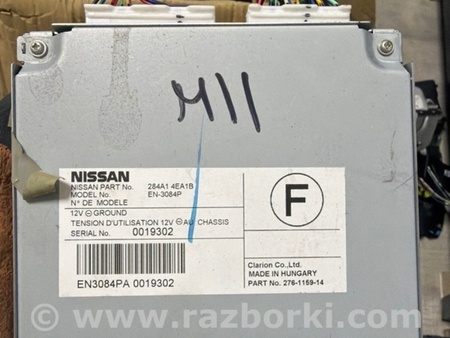 И11
NISSAN
NISSAN PART No. 284A1 4EA1B
MODEL No. EN-3084P
N° DE MODELE
12V ⊖ GROUND
TENSION D'UTILISATION 12V ⊖ AU CHASSIS
SERIAL No. 0019302
EN3084PA 0019302
F
Clarion Co.,Ltd.
MADE IN HUNGARY
PART No. 276-1159-14
www.razborki.com